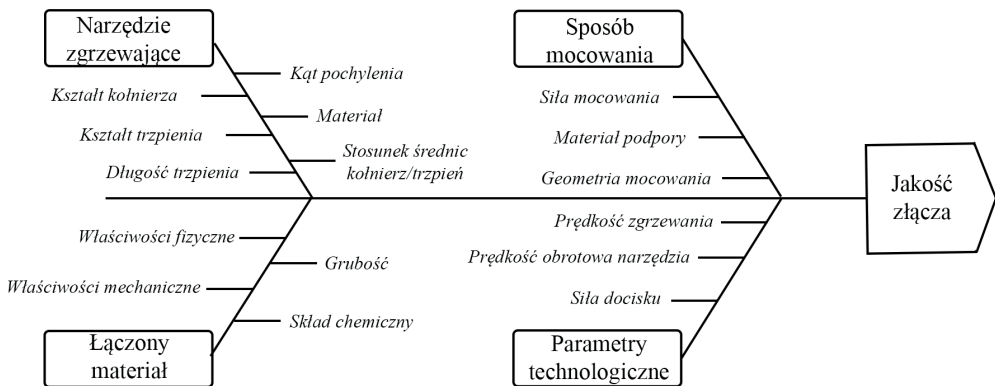 Narzędzie
zgrzewające
Kąt pochylenia
Kształt kołnierza
Materiał
Kształt trzpienia
Stosunek średnic
kołnierz/trzpień
Długość trzpienia
Sposób
mocowania
Siła mocowania
Materiał podpory
Geometria mocowania
Jakość
złącza
Właściwości fizyczne
Grubość
Właściwości mechaniczne
Skład chemiczny
Łączony
materiał
Prędkość zgrzewania
Prędkość obrotowa narzędzia
Siła docisku
Parametry
technologiczne